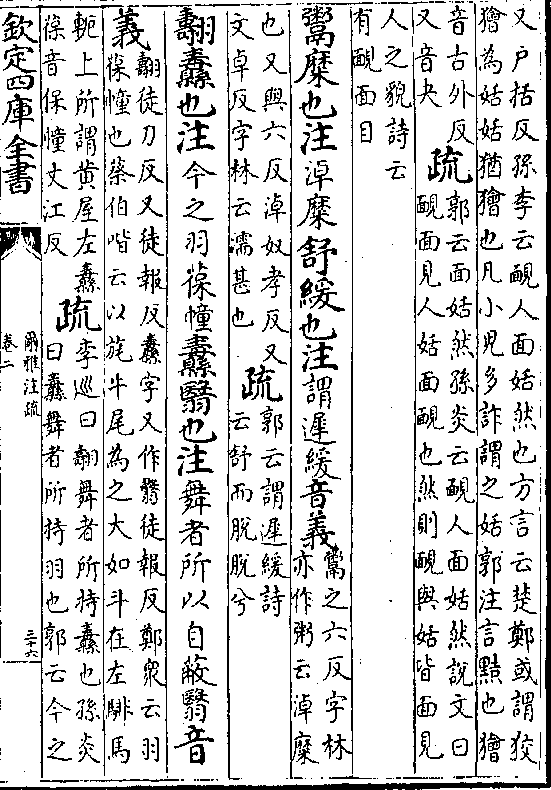 又户括反孫李云靦人面姡然也方言云楚鄭或謂狡
獪為姡姡猶獪也凡小兒多詐謂之姡郭注言黠也獪
音古外反
又音夬
疏
郭云面姡然孫炎云靦人面姡然說文曰
靦面見人姡面靦也然則靦與姡皆面見
人之貌詩云
有靦面目
鬻糜也注淖糜舒緩也注謂遲緩音義
鬻之六反字林
亦作粥云淖糜
也又與六反淖奴孝反又
文卓反字林云濡甚也
疏
郭云謂遲緩詩
云舒而脫脫兮
翿纛也注今之羽葆幢纛翳也注舞者所以自蔽翳音
義
翿徒刀反又徒報反纛字又作翳徒報反鄭衆云羽
葆幢也蔡伯喈云以旄牛尾為之大如斗在左騑馬
軛上所謂黃屋左纛
葆音保幢丈江反
疏
李巡曰翿舞者所持纛也孫炎
曰纛舞者所持羽也郭云今之
欽定四庫全書
爾雅注疏
卷二
三十六